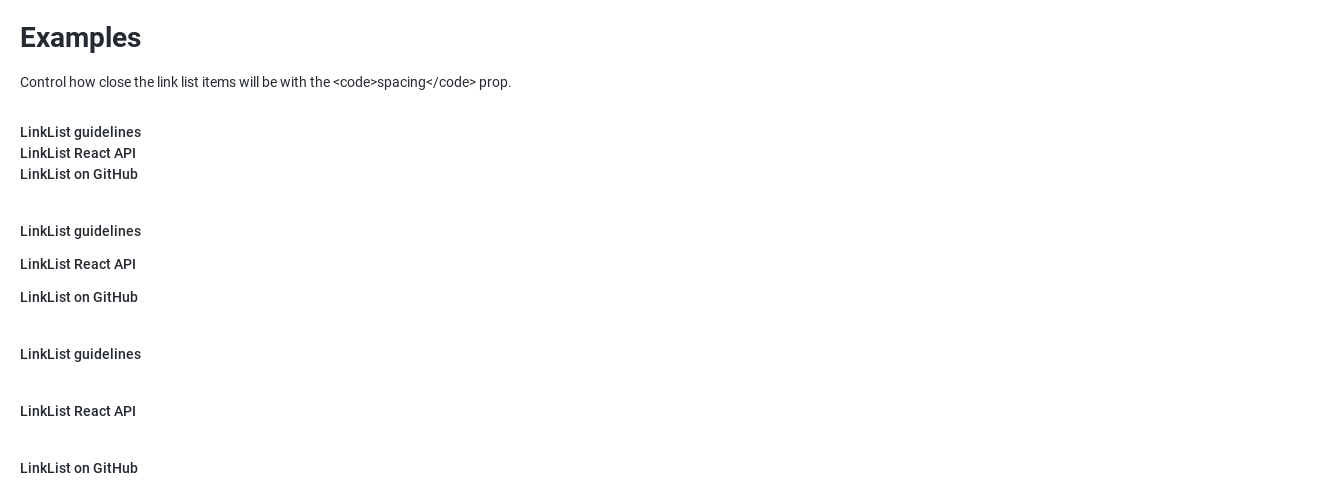 Examples
Control how close the link list items will be with the <code>spacing</code> prop.
LinkList guidelines
LinkList React API
LinkList on GitHub
LinkList guidelines
LinkList React API
LinkList on GitHub
LinkList guidelines
LinkList React API
LinkList on GitHub